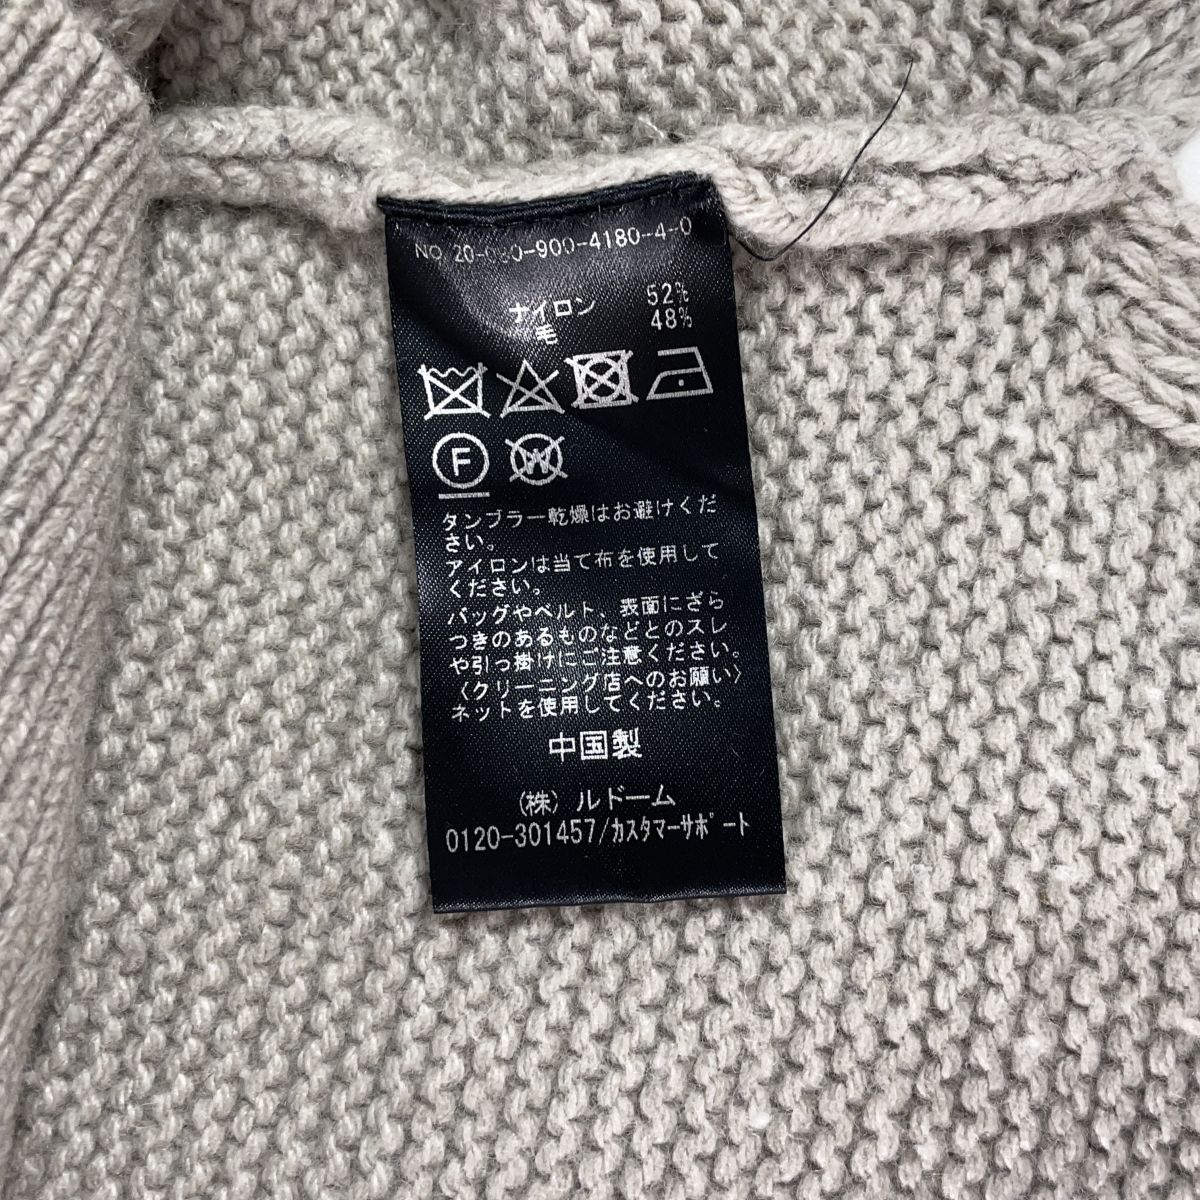 No. 20-080-900-4180-4-0
ナイロン 52%
毛 48%
F
W
タンブラー乾燥はお避けくだ
さい。
アイロンは当て布を使用して
ください。
バッグやベルト、表面にざら
つきのあるものなどとのスレ
や引っ掛けにご注意ください。
〈クリーニング店へのお願い〉
ネットを使用してください。
中国製
(株) ルドーム
0120-301457/カスタマーサポート